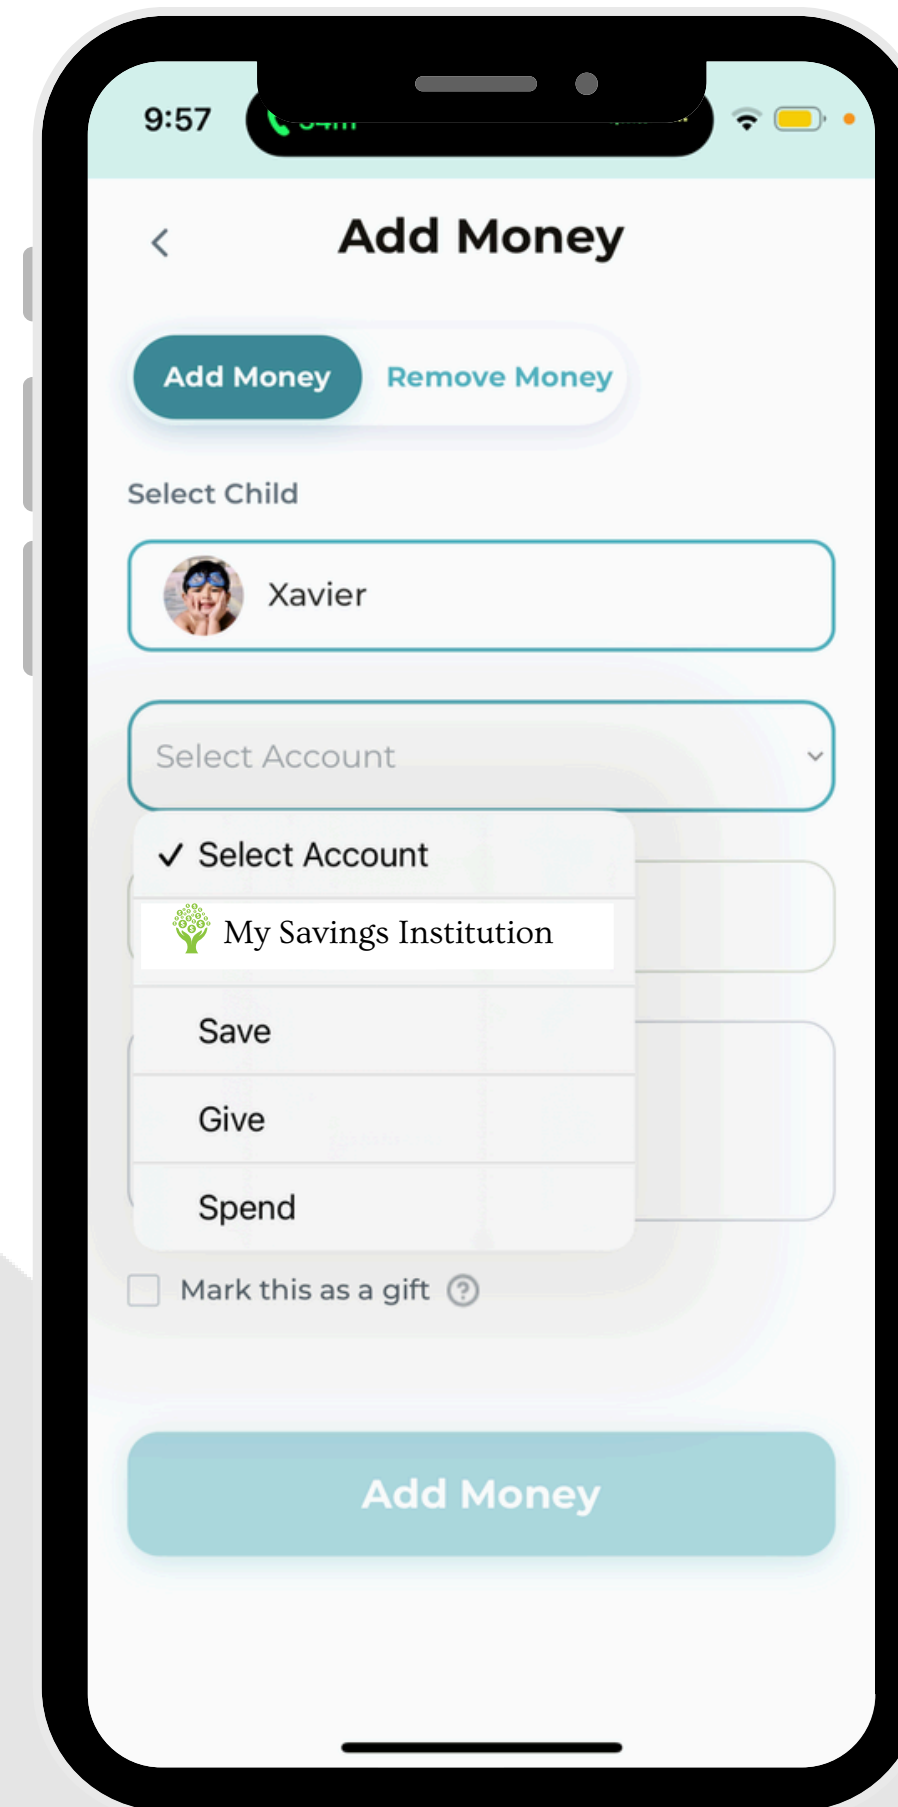 9:57
Add Money
Add Money Remove Money
Select Child
Xavier
Select Account
✓ Select Account
My Savings Institution
Save
Give
Spend
Mark this as a gift ?
Add Money